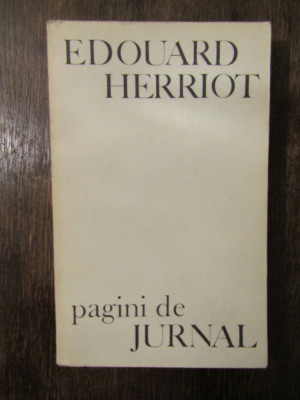 EDOUARD
HERRIOT
pagini de
JURNAL